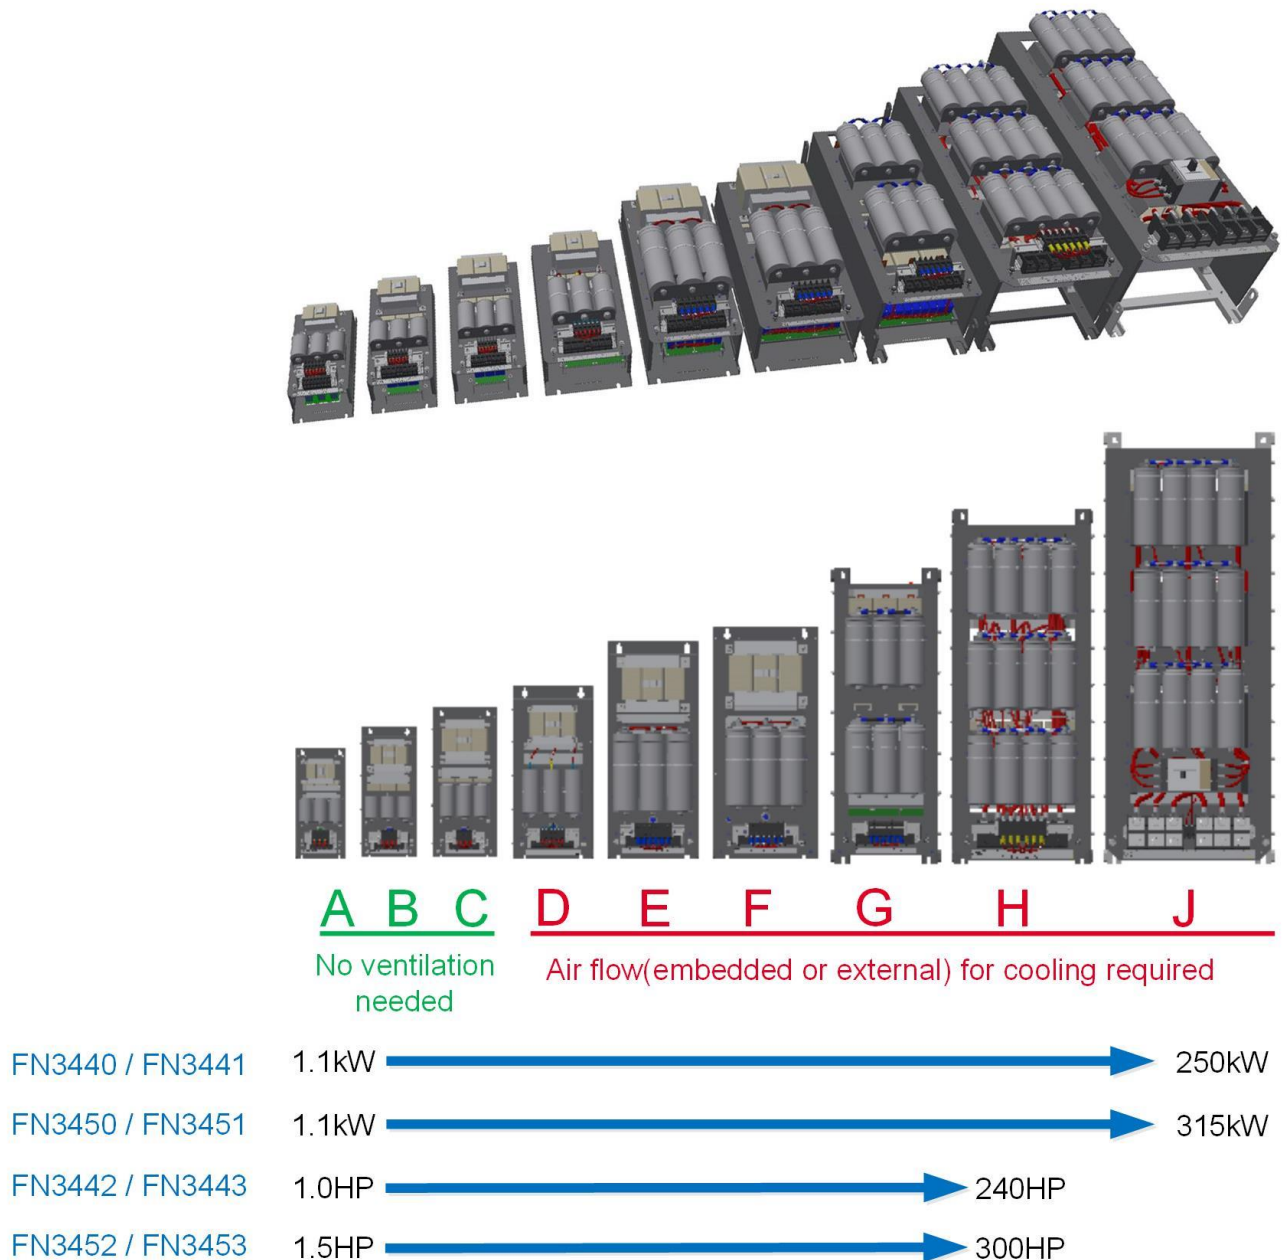 A B C D E F G H J
No ventilation
needed
Air flow(embedded or external) for cooling required
FN3440 / FN3441 1.1kW 250kW
FN3450 / FN3451 1.1kW 315kW
FN3442 / FN3443 1.0HP 240HP
FN3452 / FN3453 1.5HP 300HP